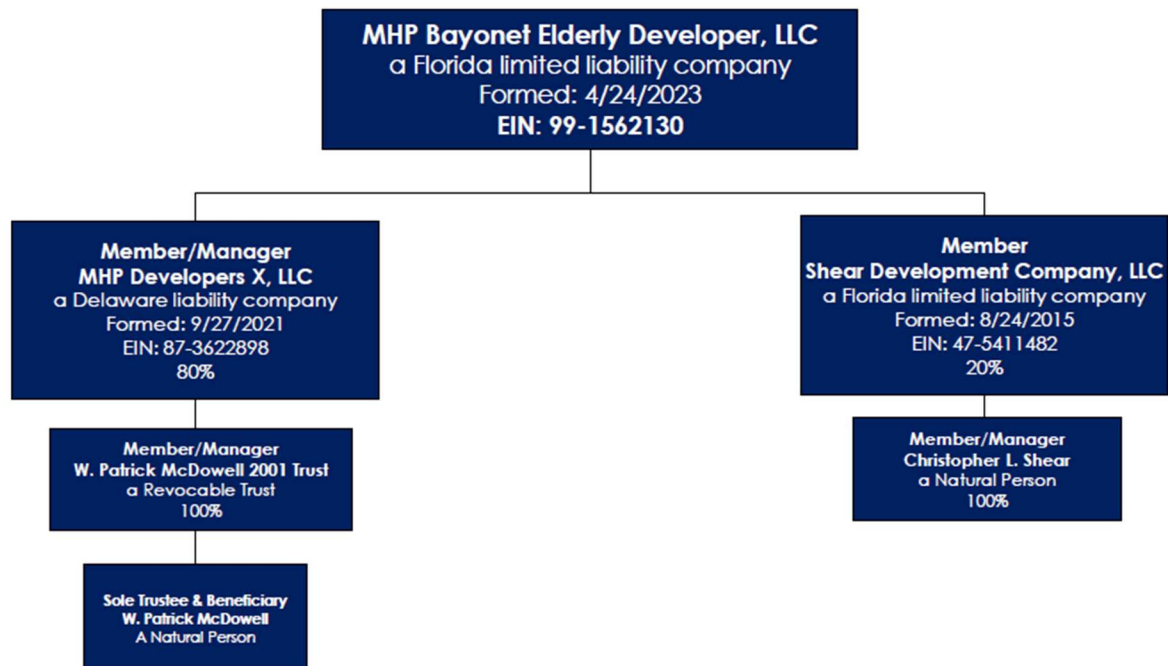 MHP Bayonet Elderly Developer, LLC
a Florida limited liability company
Formed: 4/24/2023
EIN: 99-1562130
Member/Manager
MHP Developers X, LLC
a Delaware liability company
Formed: 9/27/2021
EIN: 87-3622898
80%
Member
Shear Development Company, LLC
a Florida limited liability company
Formed: 8/24/2015
EIN: 47-5411482
20%
Member/Manager
W. Patrick McDowell 2001 Trust
a Revocable Trust
100%
Member/Manager
Christopher L. Shear
a Natural Person
100%
Sole Trustee & Beneficiary
W. Patrick McDowell
A Natural Person